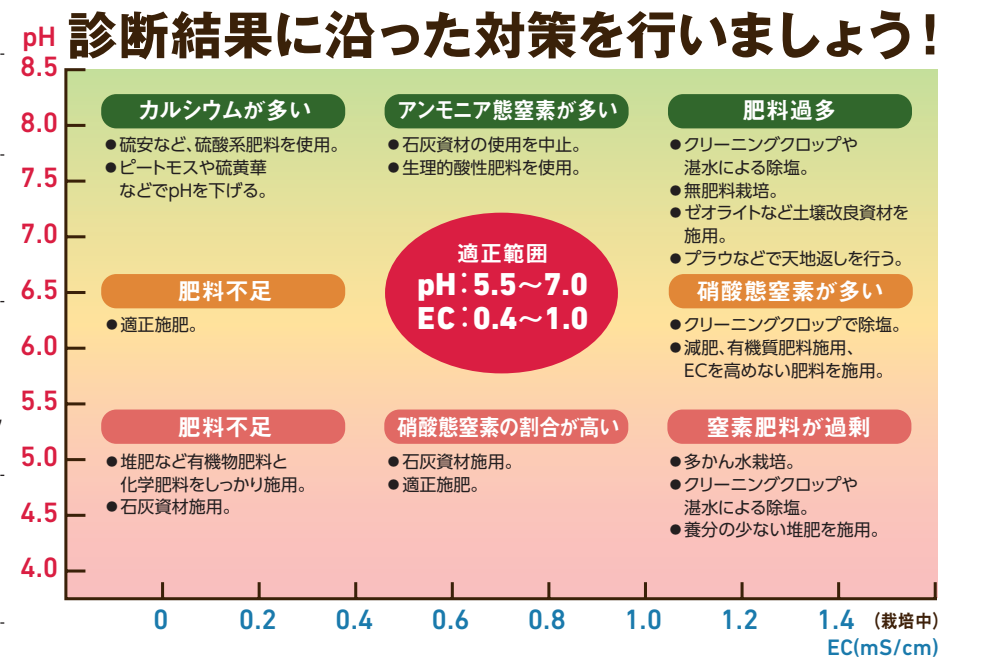 診断結果に沿った対策を行いましょう！
pH
8.5
8.0
7.5
7.0
6.5
6.0
5.5
5.0
4.5
4.0
カルシウムが多い
●硫安など、硫酸系肥料を使用。
●ピートモスや硫黄華
などでpHを下げる。
アンモニア態窒素が多い
●石灰資材の使用を中止。
●生理的酸性肥料を使用。
肥料過多
●クリーニングクロップや
湛水による除塩。
●無肥料栽培。
●ゼオライトなど土壌改良資材を
施用。
●プラウなどで天地返しを行う。
肥料不足
●適正施肥。
適正範囲
pH：5.5〜7.0
EC：0.4〜1.0
硝酸態窒素が多い
●クリーニングクロップで除塩。
●減肥、有機質肥料施用、
ECを高めない肥料を施用。
肥料不足
●堆肥など有機物肥料と
化学肥料をしっかり施用。
●石灰資材施用。
硝酸態窒素の割合が高い
●石灰資材施用。
●適正施肥。
窒素肥料が過剰
●多かん水栽培。
●クリーニングクロップや
湛水による除塩。
●養分の少ない堆肥を施用。
0 0.2 0.4 0.6 0.8 1.0 1.2 1.4 （栽培中）
EC(mS/cm)